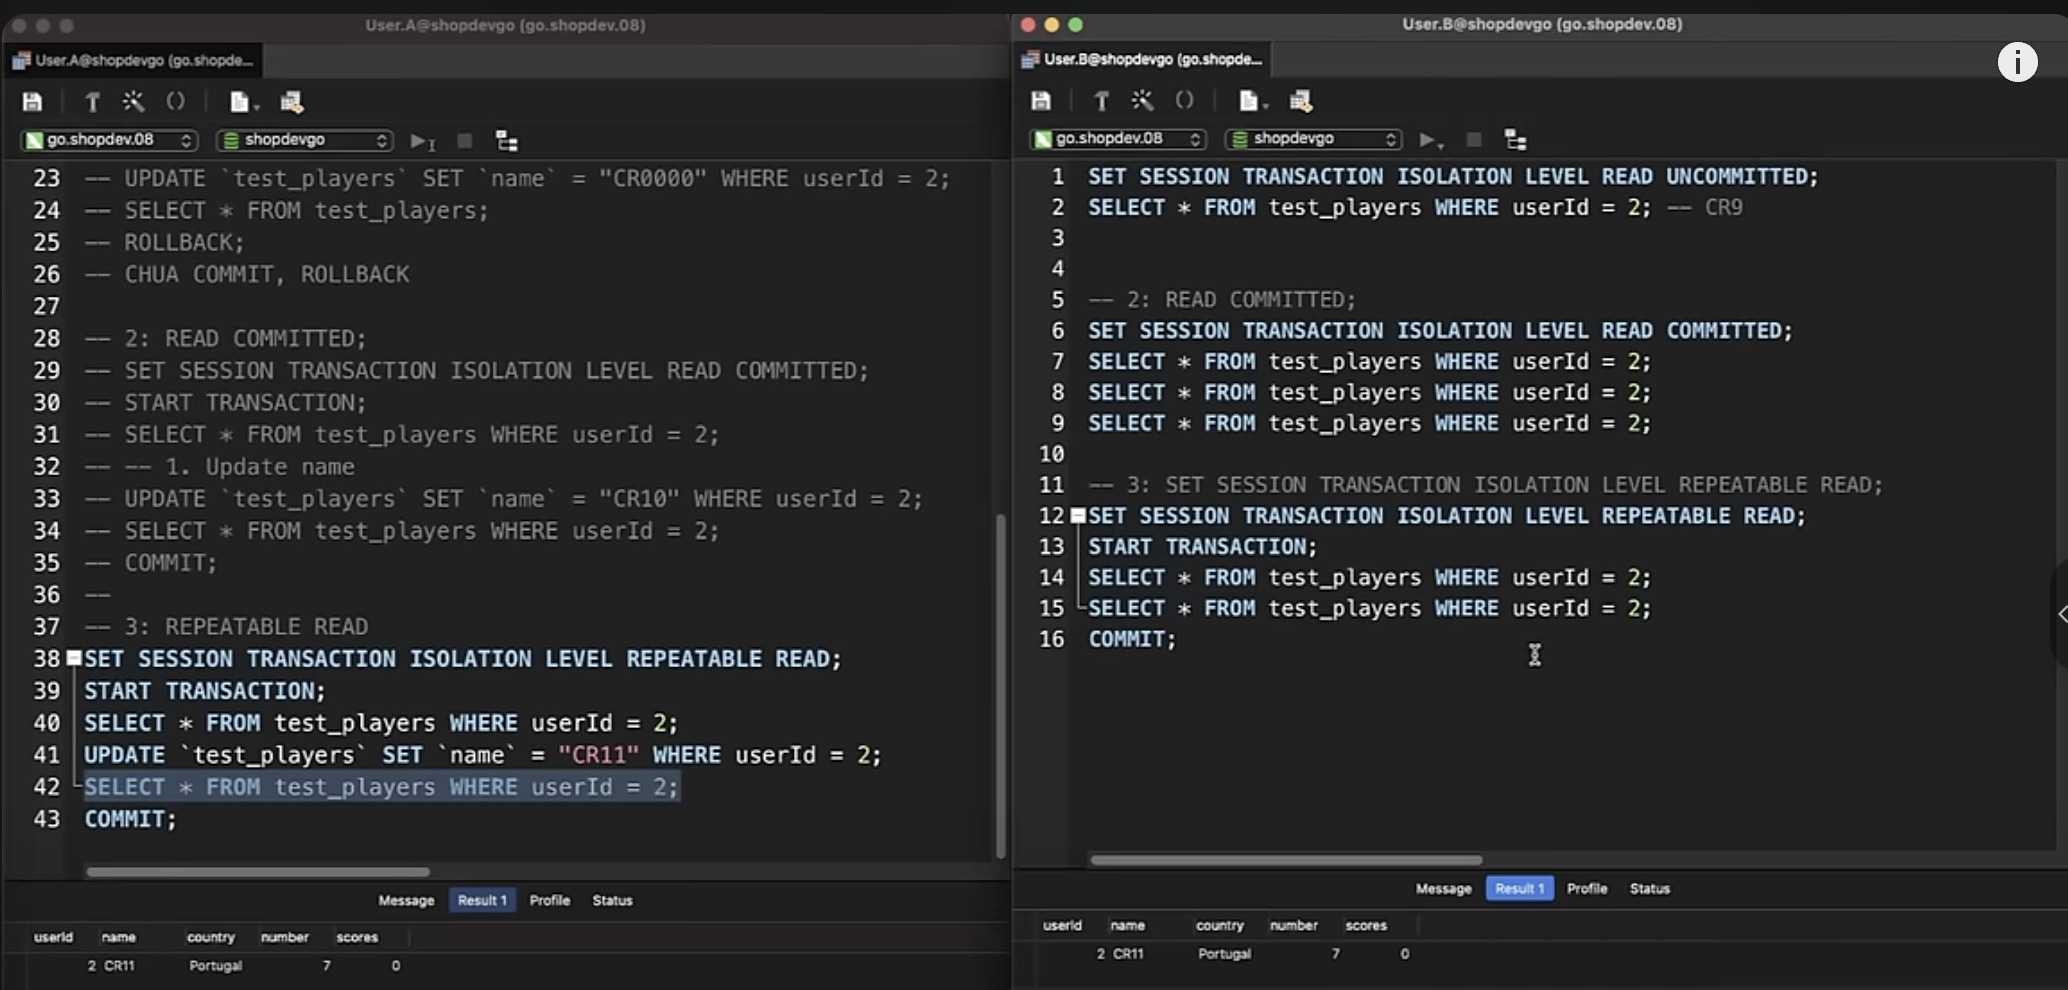 User.A@shopdevgo (go.shopdev.08)
User.A@shopdevgo (go.shopde...
go.shopdev.08
shopdevgo
23 -- UPDATE `test_players` SET `name` = "CR0000" WHERE userId = 2;
24 -- SELECT * FROM test_players;
25 -- ROLLBACK;
26 -- CHUA COMMIT, ROLLBACK
27
28 -- 2: READ COMMITTED;
29 -- SET SESSION TRANSACTION ISOLATION LEVEL READ COMMITTED;
30 -- START TRANSACTION;
31 -- SELECT * FROM test_players WHERE userId = 2;
32 -- -- 1. Update name
33 -- UPDATE `test_players` SET `name` = "CR10" WHERE userId = 2;
34 -- SELECT * FROM test_players WHERE userId = 2;
35 -- COMMIT;
36 --
37 -- 3: REPEATABLE READ
38 SET SESSION TRANSACTION ISOLATION LEVEL REPEATABLE READ;
39 START TRANSACTION;
40 SELECT * FROM test_players WHERE userId = 2;
41 UPDATE `test_players` SET `name` = "CR11" WHERE userId = 2;
42 SELECT * FROM test_players WHERE userId = 2;
43 COMMIT;
Message Result 1 Profile Status
userId name country number scores
2 CR11 Portugal 7 0
User.B@shopdevgo (go.shopdev.08)
User.B@shopdevgo (go.shopde...
go.shopdev.08
shopdevgo
1 SET SESSION TRANSACTION ISOLATION LEVEL READ UNCOMMITTED;
2 SELECT * FROM test_players WHERE userId = 2; -- CR9
3
4
5 -- 2: READ COMMITTED;
6 SET SESSION TRANSACTION ISOLATION LEVEL READ COMMITTED;
7 SELECT * FROM test_players WHERE userId = 2;
8 SELECT * FROM test_players WHERE userId = 2;
9 SELECT * FROM test_players WHERE userId = 2;
10
11 -- 3: SET SESSION TRANSACTION ISOLATION LEVEL REPEATABLE READ;
12 SET SESSION TRANSACTION ISOLATION LEVEL REPEATABLE READ;
13 START TRANSACTION;
14 SELECT * FROM test_players WHERE userId = 2;
15 SELECT * FROM test_players WHERE userId = 2;
16 COMMIT;
Message Result 1 Profile Status
userId name country number scores
2 CR11 Portugal 7 0